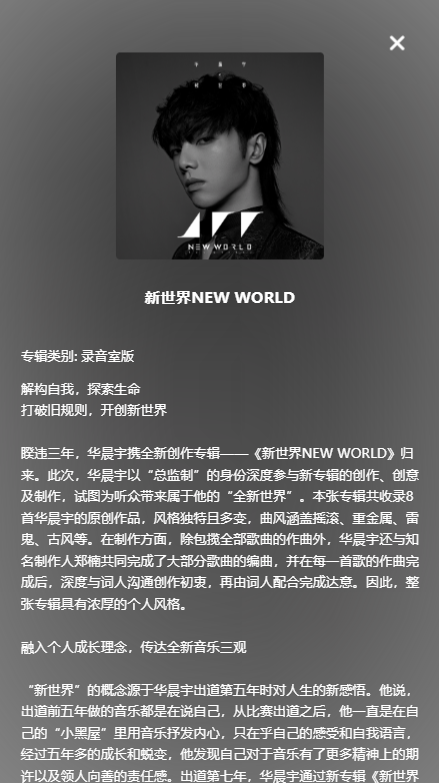 新世界
NEW WORLD
新世界NEW WORLD
专辑类别: 录音室版
解构自我，探索生命
打破旧规则，开创新世界
睽违三年，华晨宇携全新创作专辑——《新世界NEW WORLD》归
来。此次，华晨宇以“总监制”的身份深度参与新专辑的创作、创意
及制作，试图为听众带来属于他的“全新世界”。本张专辑共收录8
首华晨宇的原创作品，风格独特且多变，曲风涵盖摇滚、重金属、雷
鬼、古风等。在制作方面，除包揽全部歌曲的作曲外，华晨宇还与知
名制作人郑楠共同完成了大部分歌曲的编曲，并在每一首歌的作曲完
成后，深度与词人沟通创作初衷，再由词人配合完成达意。因此，整
张专辑具有浓厚的个人风格。
融入个人成长理念，传达全新音乐三观
“新世界”的概念源于华晨宇出道第五年时对人生的新感悟。他说，
出道前五年做的音乐都是在说自己，从比赛出道之后，他一直是在自
己的“小黑屋”里用音乐抒发内心，只在乎自己的感受和自我语言，
经过五年多的成长和蜕变，他发现自己对于音乐有了更多精神上的期
许以及领人向善的责任感。出道第七年，华晨宇通过新专辑《新世界